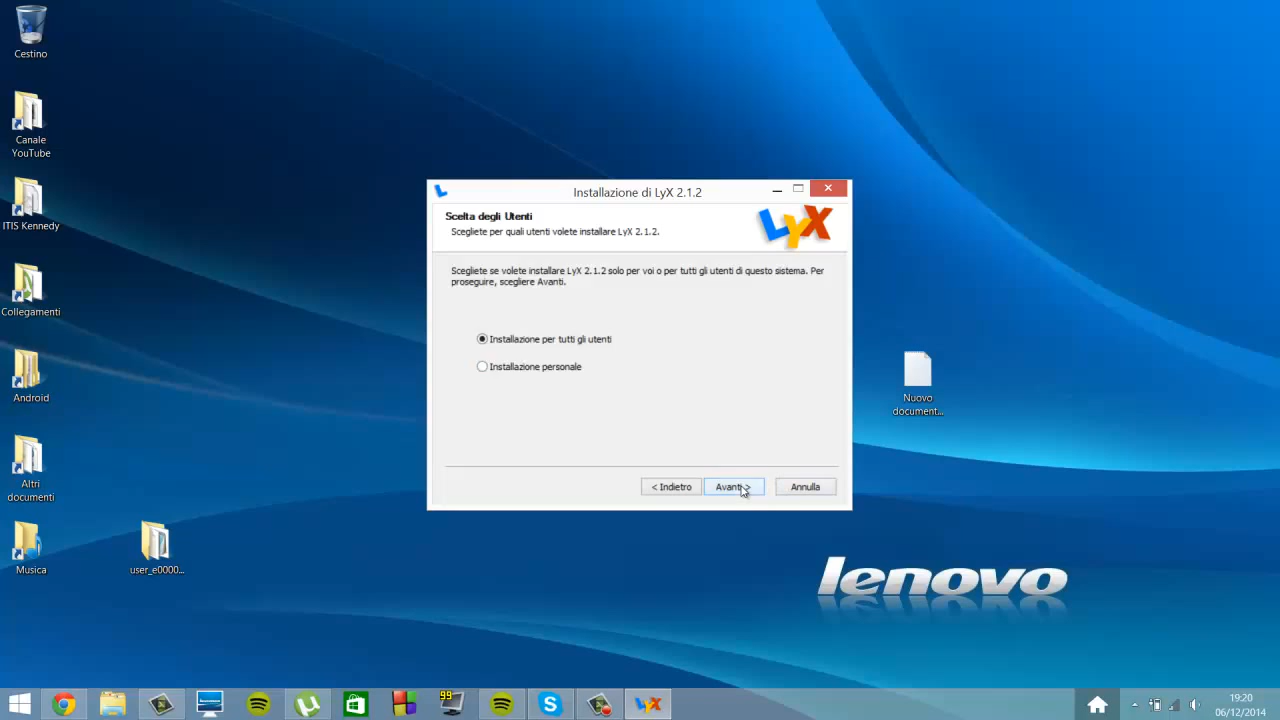 Cestino
Canale
YouTube
ITIS Kennedy
Collegamenti
Android
Altri
documenti
Musica
user_e0000...
Installazione di LyX 2.1.2
Scelta degli Utenti
Scegliete per quali utenti volete installare LyX 2.1.2.
LyX
Scegliete se volete installare LyX 2.1.2 solo per voi o per tutti gli utenti di questo sistema. Per
proseguire, scegliere Avanti.
Installazione per tutti gli utenti
Installazione personale
< Indietro
Avanti >
Annulla
Nuovo
document...
lenovo
99
19:20
06/12/2014